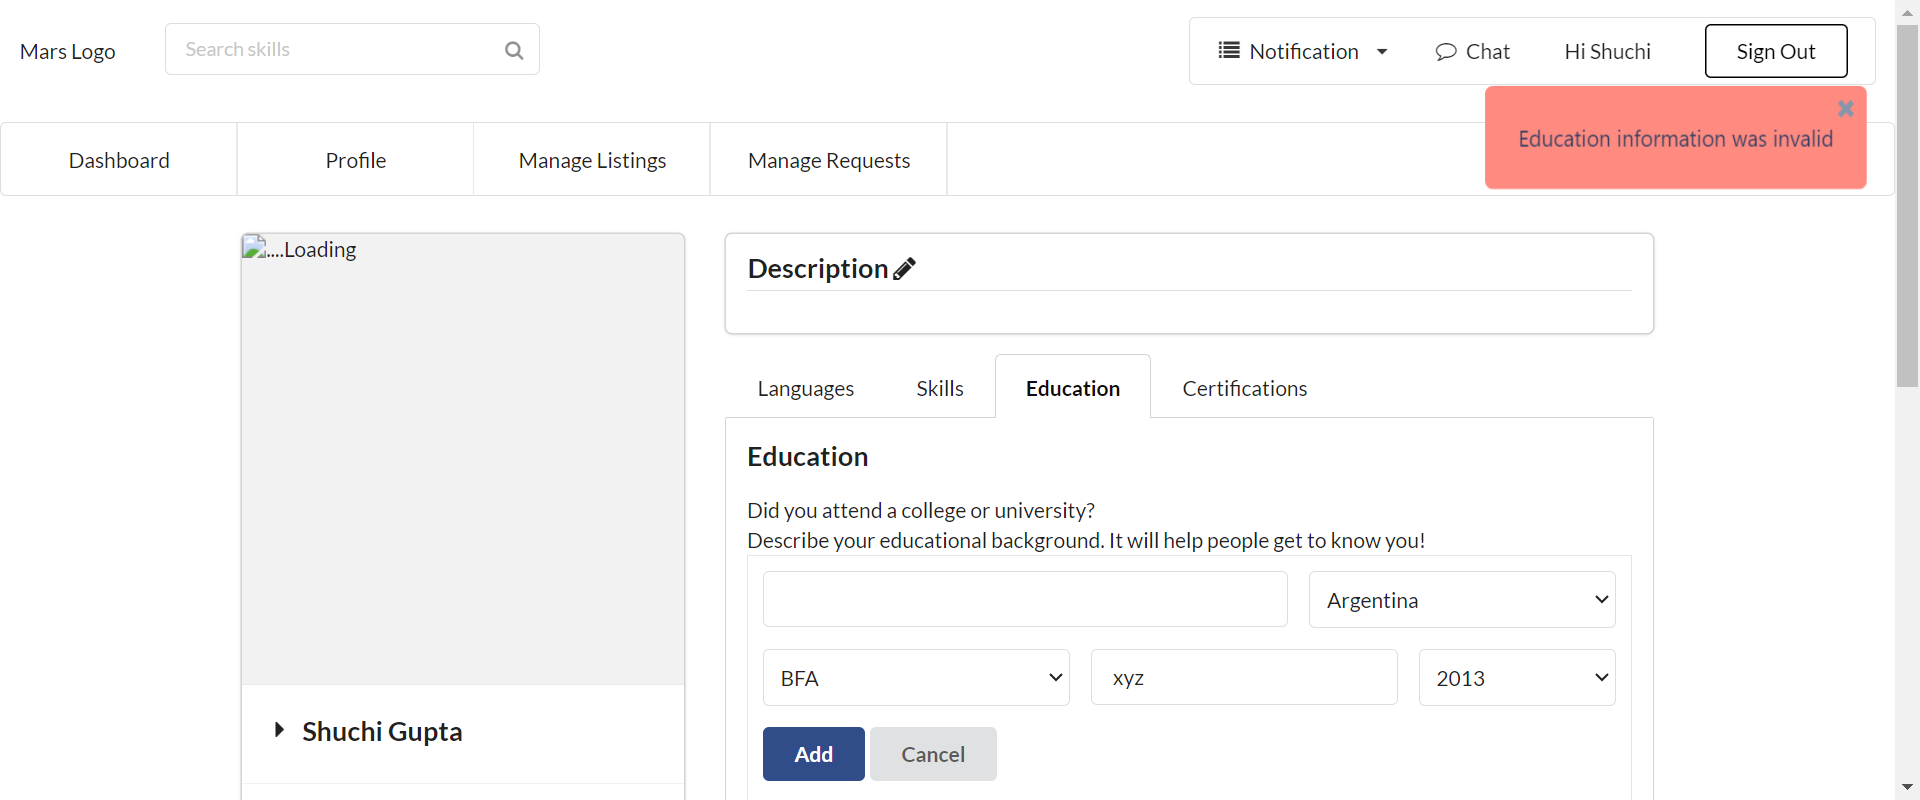 Mars Logo
Search skills
Notification
Chat
Hi Shuchi
Sign Out
Education information was invalid
Dashboard
Profile
Manage Listings
Manage Requests
....Loading
Shuchi Gupta
Description
Languages
Skills
Education
Certifications
Education
Did you attend a college or university?
Describe your educational background. It will help people get to know you!
Argentina
BFA
xyz
2013
Add
Cancel